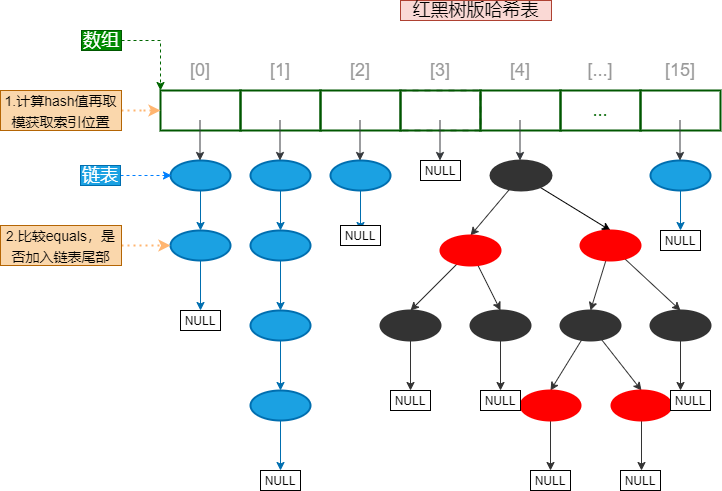 红黑树版哈希表
数组
[0]
[1]
[2]
[3]
[4]
[...]
[15]
1.计算hash值再取
模获取索引位置
...
链表
NULL
2.比较equals，是
否加入链表尾部
NULL
NULL
NULL
NULL
NULL
NULL
NULL
NULL
NULL
NULL